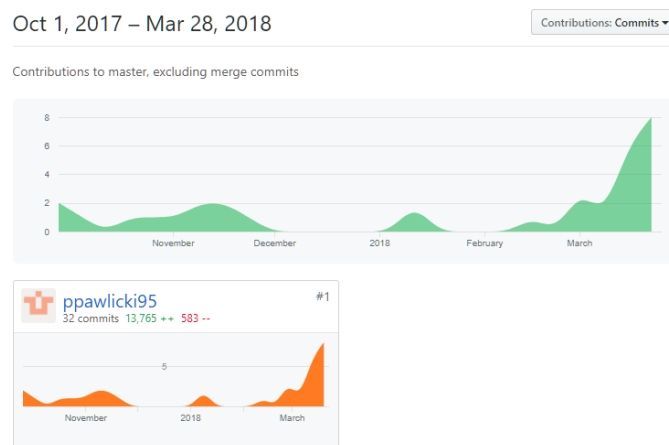 Oct 1, 2017 – Mar 28, 2018
Contributions: Commits
Contributions to master, excluding merge commits
8
6
4
2
0
November December 2018 February March
ppawlicki95 #1
32 commits 13,765 ++ 583 --
5
November 2018 March